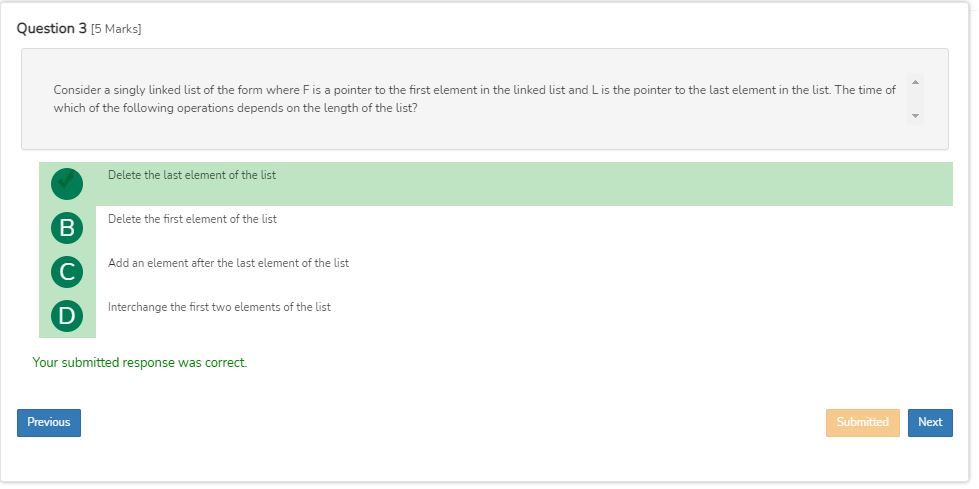 Question 3 [5 Marks]
Consider a singly linked list of the form where F is a pointer to the first element in the linked list and L is the pointer to the last element in the list. The time of
which of the following operations depends on the length of the list?
Delete the last element of the list
B Delete the first element of the list
C Add an element after the last element of the list
D Interchange the first two elements of the list
Your submitted response was correct.
Previous Submitted Next